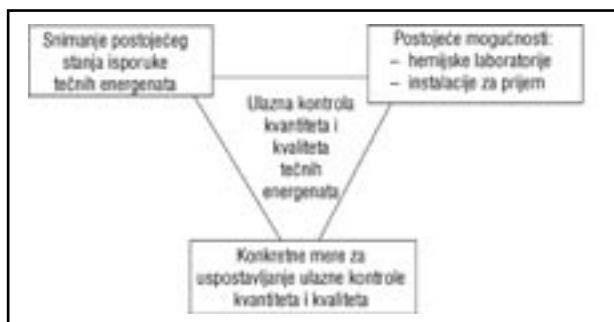 Snimanje postojećeg
stanja isporuke
tečnih energenata
Postojeće mogućnosti:
– hemijske laboratorije
– instalacije za prijem
Ulazna kontrola
kvantiteta i
kvaliteta
tečnih
energenata
Konkretne mere za
uspostavljanje ulazne kontrole
kvantiteta i kvaliteta